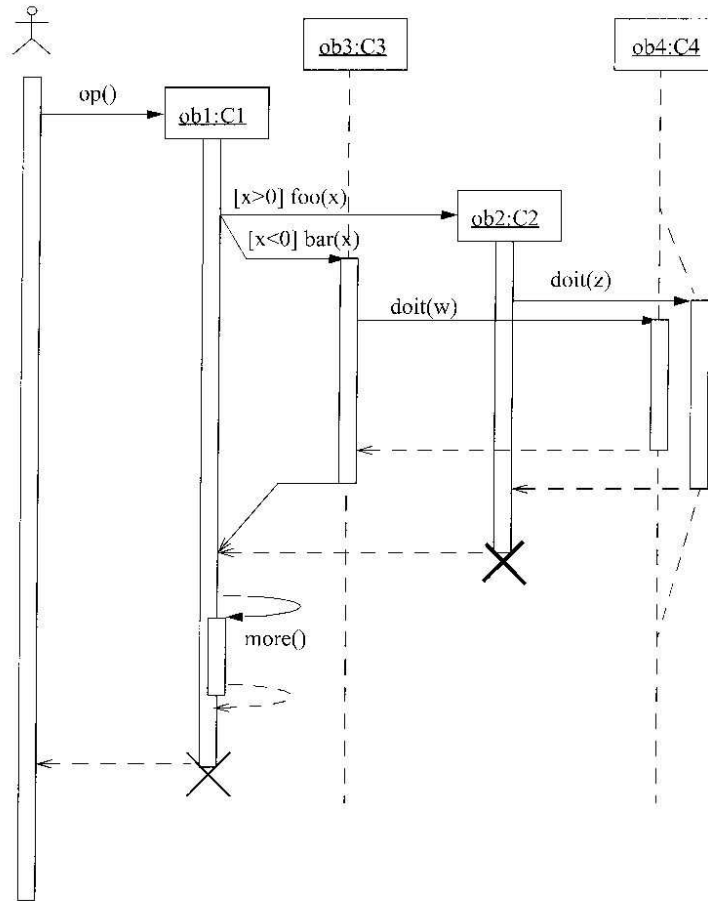 ob3:C3
ob4:C4
op()
ob1:C1
[x>0] foo(x)
ob2:C2
[x<0] bar(x)
doit(z)
doit(w)
more()